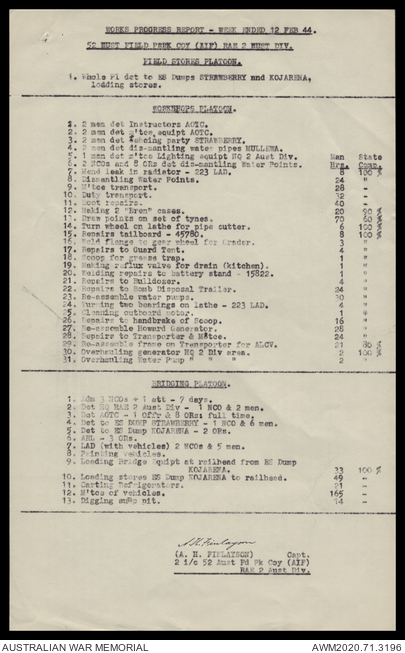 WORKS PROGRESS REPORT - WEEK ENDED 12 FEB 44.
52 AUST FIELD PARK COY (AIF) RAE 2 AUST DIV.
FIELD STORES PLATOON.
1. Whole Pl det to ES Dumps STRAWBERRY and KOJARENA,
loading stores.
WORKSHOPS PLATOON.
1. 2 men det Instructors AOTC.
2. 2 men det m'tce equipt AOTC.
3. 2 men det fencing party STRAWBERRY.
4. 2 men det dis-mantling water pipes MULLEWA.
5. 1 men det m'tce Lighting equipt HQ 2 Aust Div. Man State
6. 2 NCOs and 8 ORs det dis-mantling Water Points. Hrs. Comp.
7. Mend leak in radiator - 223 LAD. 8 100 %
8. Dismantling Water Points. 24 -
9. M'tce transport. 28 -
10. Duty transport. 32 -
11. Boot repairs. 40 -
12. Making 2 "Bren" cases. 20 90 %
13. Draw points on set of tynes. 70 60 %
14. Turn wheel on lathe for pipe cutter. 6 100 %
15. Repairs tailboard - 45780. 8 100 %
16. Weld flange to gear wheel for Grader. 3 "
17. Repairs to Guard Tent. 4 "
18. Scoop for grease trap. 1 "
19. Making reflux valve for drain (kitchen). 1 "
20. Welding repairs to battery stand - 15822. 1 "
21. Repairs to Bulldozer. 4 "
22. Repairs to Bomb Disposal Trailer. 24 "
23. Re-assemble water pumps. 20 "
24. Turning two bearings on lathe - 223 LAD. 4 "
25. Cleaning outboard motor. 1 "
26. Repairs to handbrake of Scoop. 16 "
27. Re-assemble Howard Generator. 28 "
28. Repairs to Transporter & M'tce. 24 "
29. Re-assemble frame on Transporter for ALCV. 21 80 %
30. Overhauling generator HQ 2 Div area. 2 100 %
31. Overhauling Water Pump " " " 2 "
BRIDGING PLATOON.
1. Adm 3 NCOs + 1 att - 7 days.
2. Det HQ RAE 2 Aust Div - 1 NCO & 2 men.
3. Det AOTC - 1 Offr & 8 ORs; full time.
4. Det to ES DUMP STRAWBERRY - 1 NCO & 6 men.
5. Det to ES Dump KOJARENA - 2 ORs.
6. ABL - 3 ORs.
7. LAD (with vehicles) 2 NCOs & 5 men.
8. Painting vehicles.
9. Loading Bridge Equipt at railhead from ES Dump
KOJARENA. 33 100 %
10. Loading stores ES Dump KOJARENA to railhead. 49 -
11. Carting Refrigerators. 21 -
12. M'tce of vehicles. 165 -
13. Digging pit. 14 -
A H Finlayson
(A. H. FINLAYSON) Capt.
2 i/c 52 Aust Fd Pk Coy (AIF)
RAE 2 Aust Div.
AUSTRALIAN WAR MEMORIAL AWM2020.71.3196